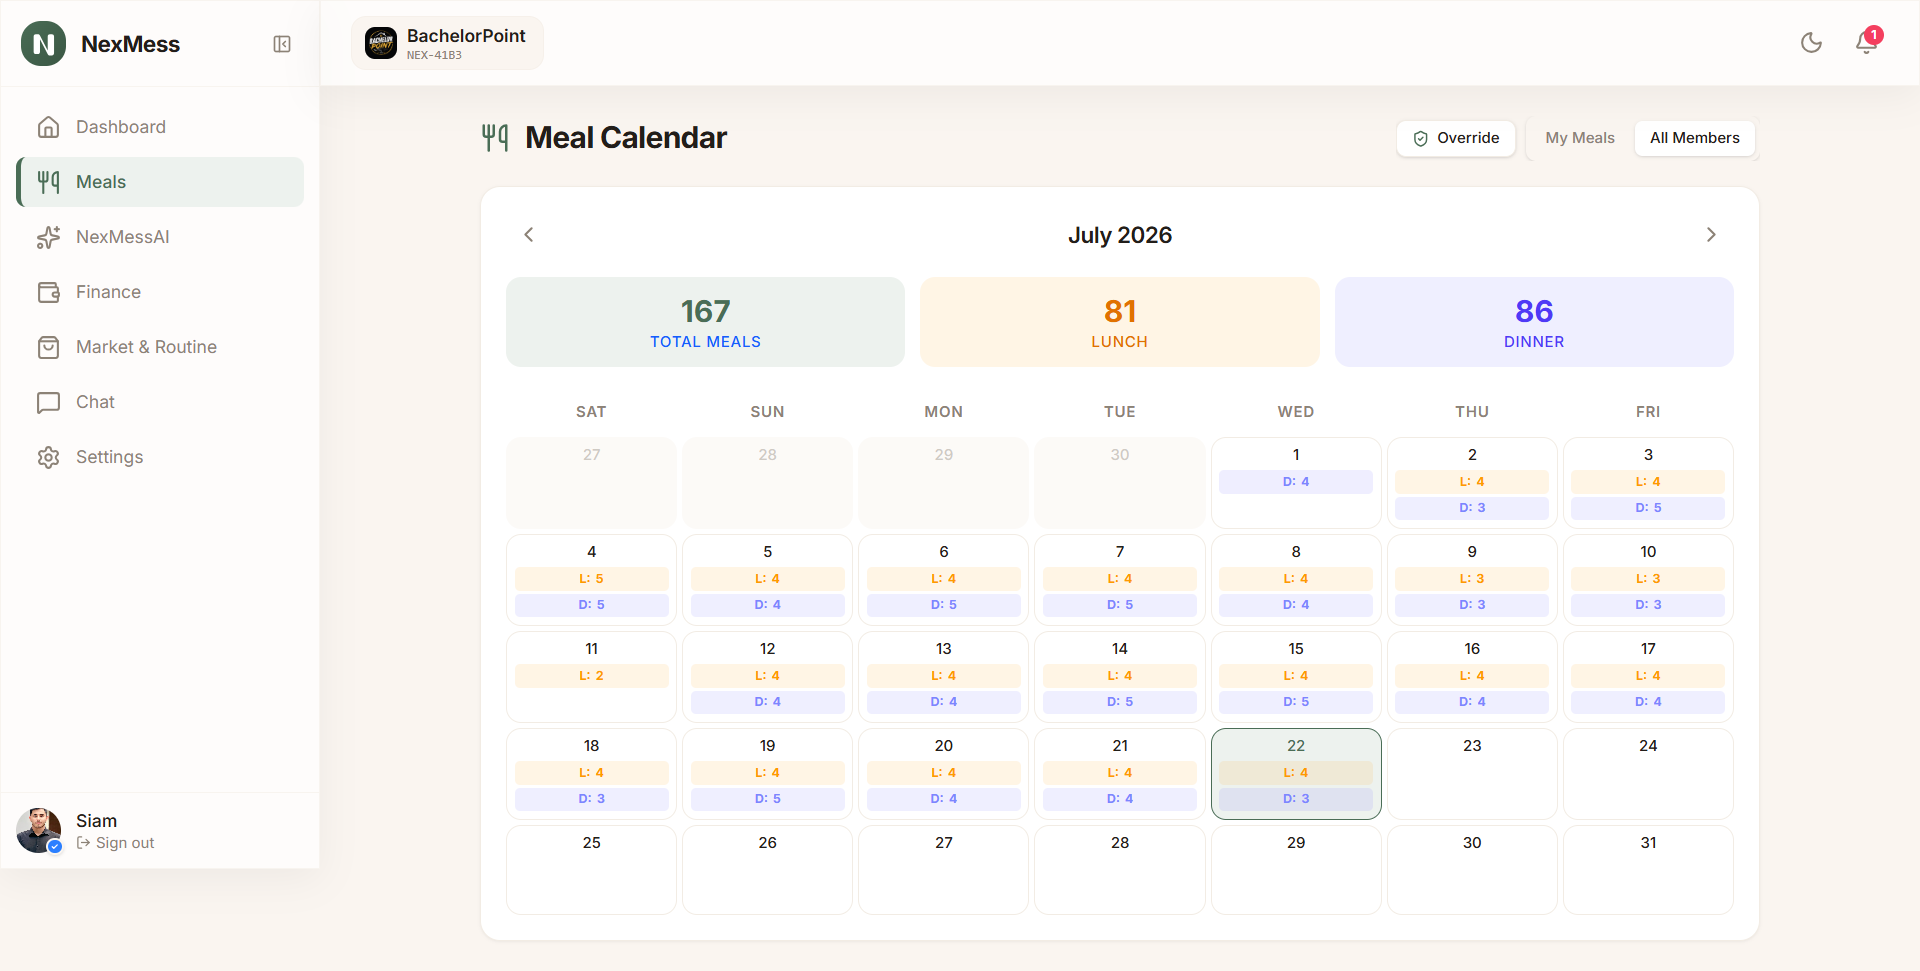 N NexMess
BACHELOR POINT BachelorPoint
NEX-41B3
1
Dashboard
Meals
NexMessAI
Finance
Market & Routine
Chat
Settings
Siam
Sign out
Meal Calendar
Override My Meals All Members
July 2026
167 81 86
TOTAL MEALS LUNCH DINNER
SAT SUN MON TUE WED THU FRI
27 28 29 30 1 2 3
D: 4 L: 4 L: 4
D: 3 D: 5
4 5 6 7 8 9 10
L: 5 L: 4 L: 4 L: 4 L: 4 L: 3 L: 3
D: 5 D: 4 D: 5 D: 5 D: 4 D: 3 D: 3
11 12 13 14 15 16 17
L: 2 L: 4 L: 4 L: 4 L: 4 L: 4 L: 4
D: 4 D: 4 D: 5 D: 5 D: 4 D: 4
18 19 20 21 22 23 24
L: 4 L: 4 L: 4 L: 4 L: 4
D: 3 D: 5 D: 4 D: 4 D: 3
25 26 27 28 29 30 31